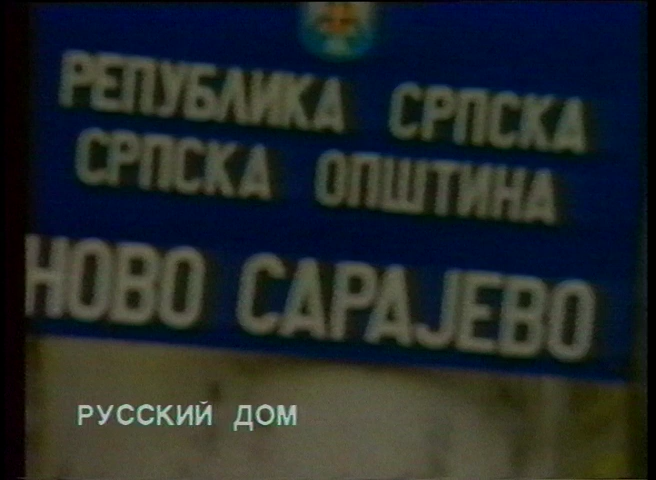 РЕПУБЛИКА СРПСКА
СРПСКА ОПШТИНА
НОВО САРАЈЕВО
РУССКИЙ ДОМ